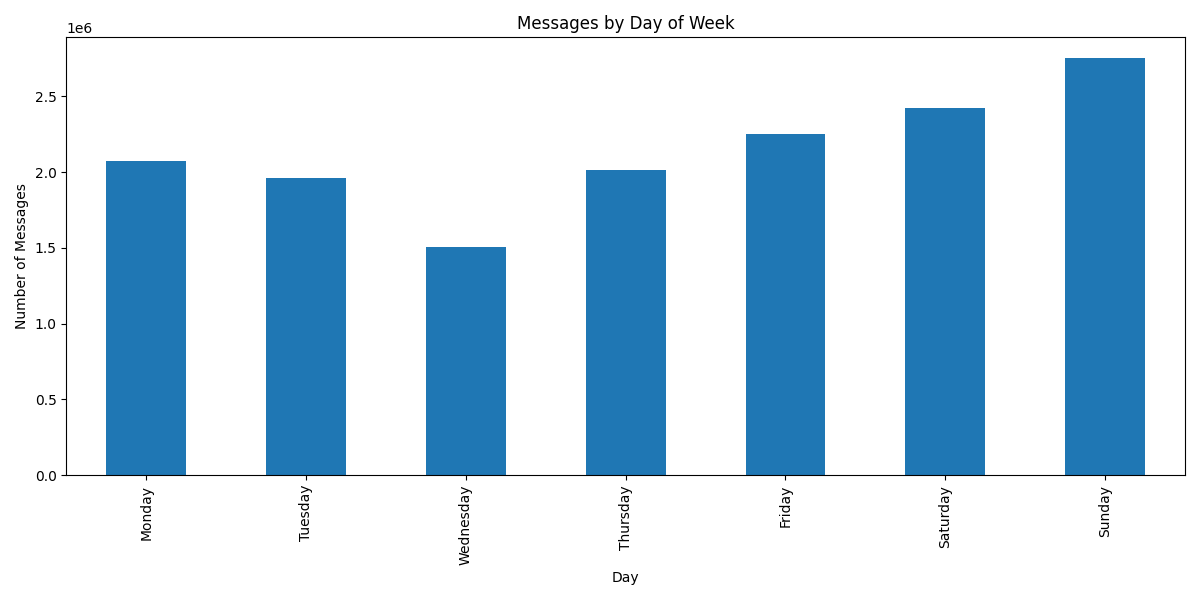 Messages by Day of Week
1e6
2.5
2.0
1.5
1.0
0.5
0.0
Number of Messages
Monday
Tuesday
Wednesday
Thursday
Friday
Saturday
Sunday
Day